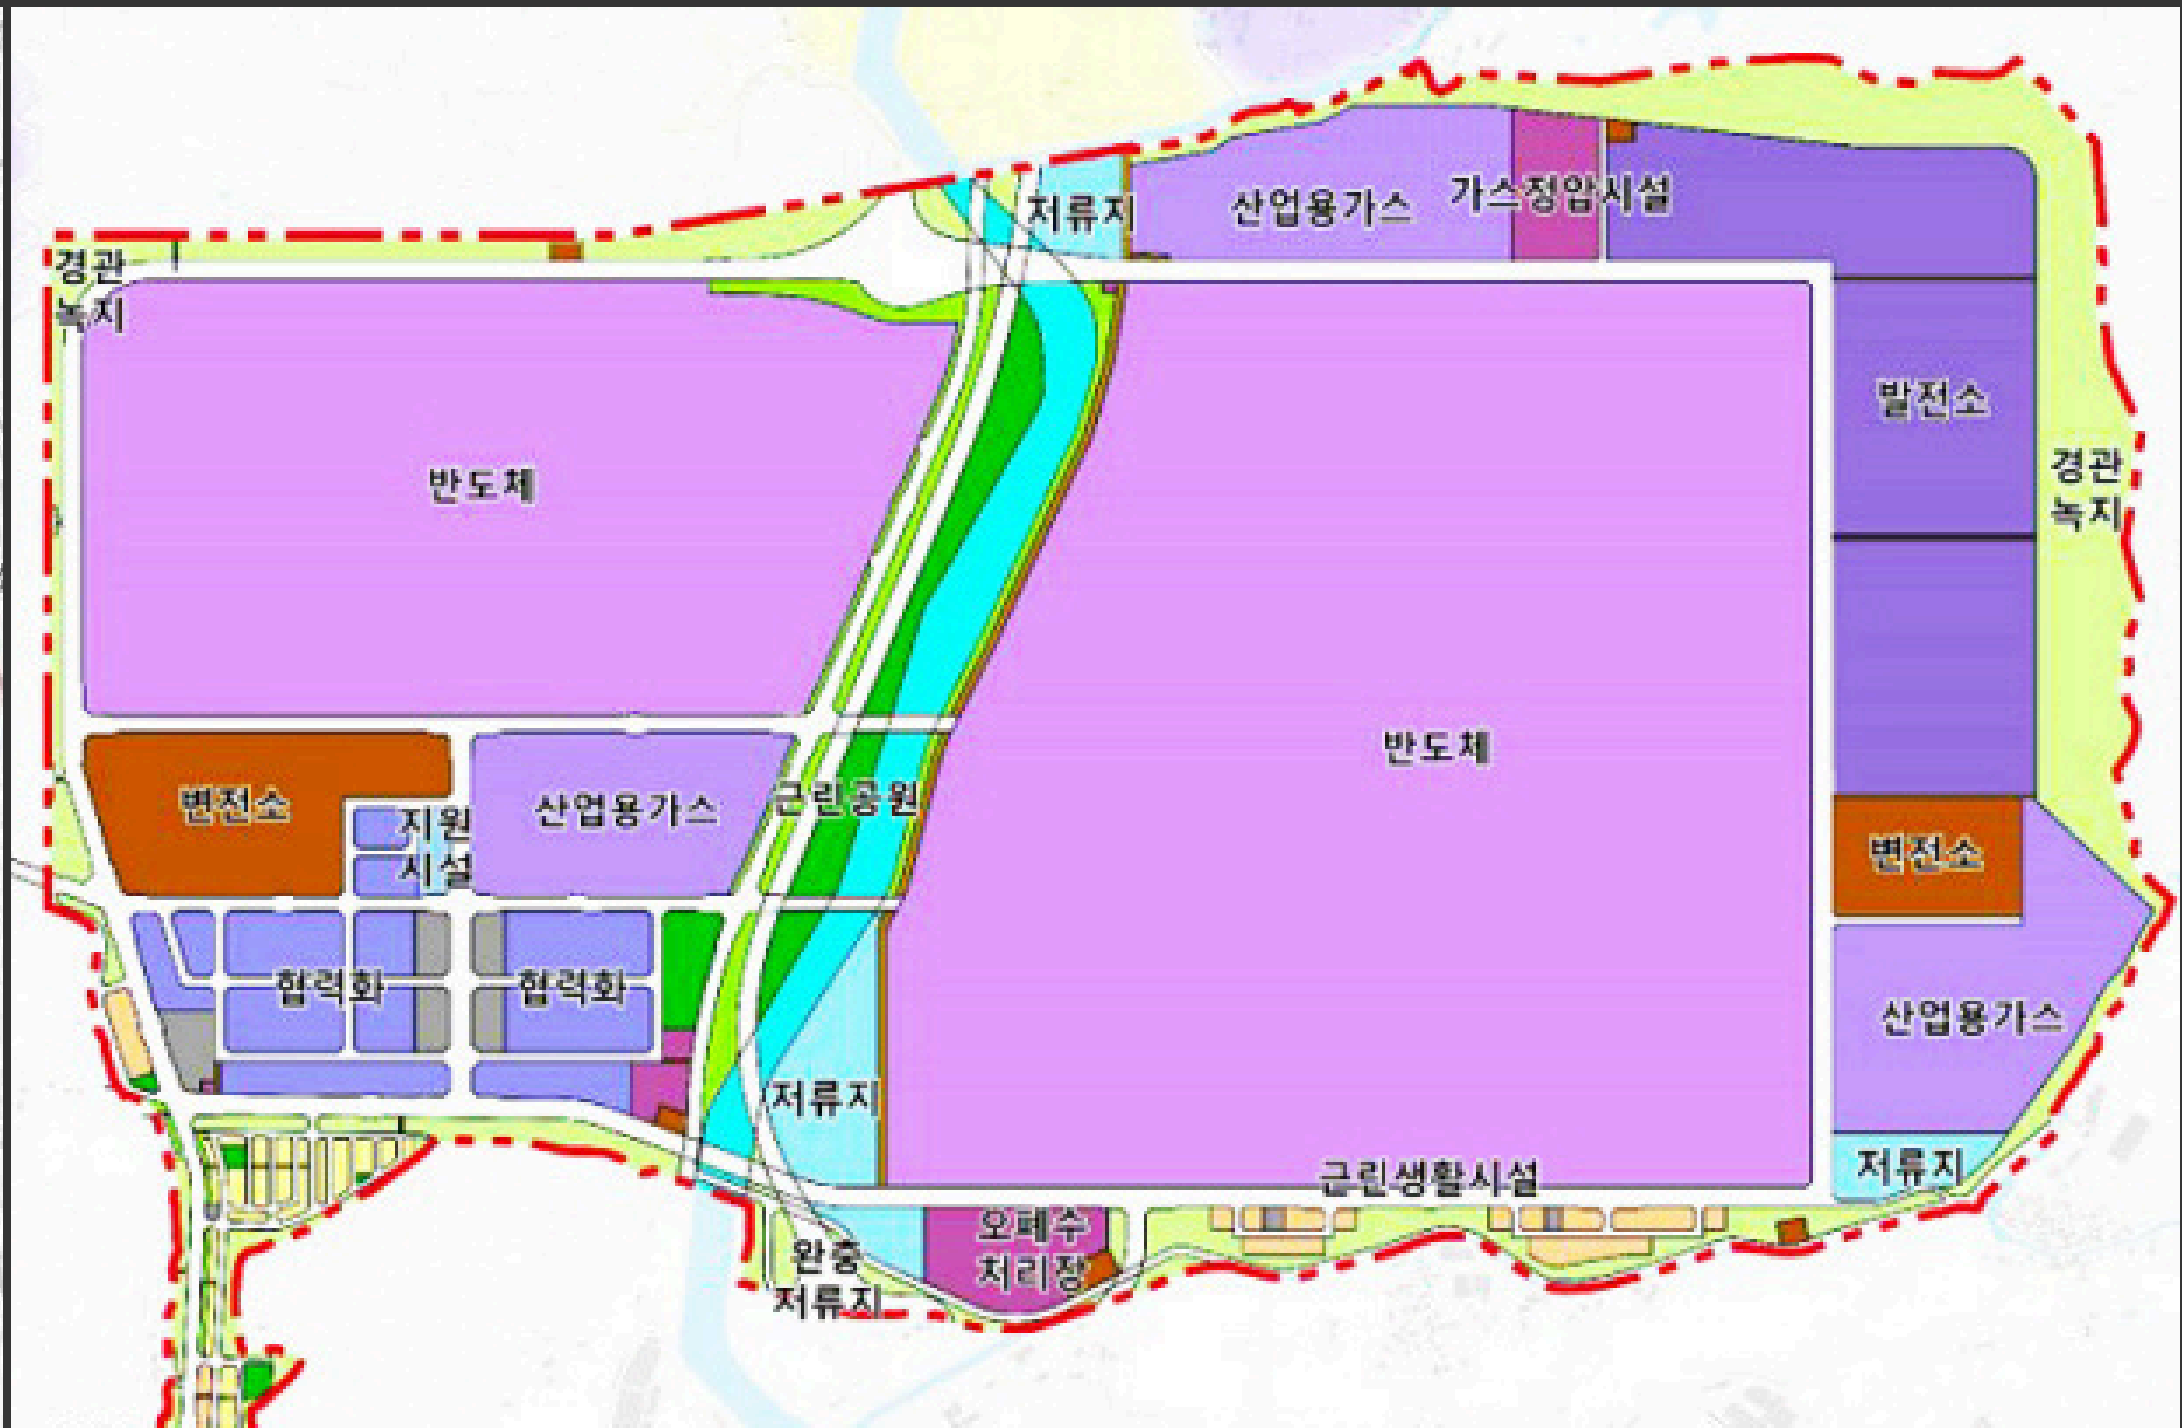 저류지
산업용가스
가스정압시설
경관
녹지
발전소
반도체
경관
녹지
반도체
변전소
지원
시설
산업용가스
근린공원
변전소
협력화
협력화
산업용가스
저류지
저류지
근린생활시설
오폐수
처리장
완충
저류지